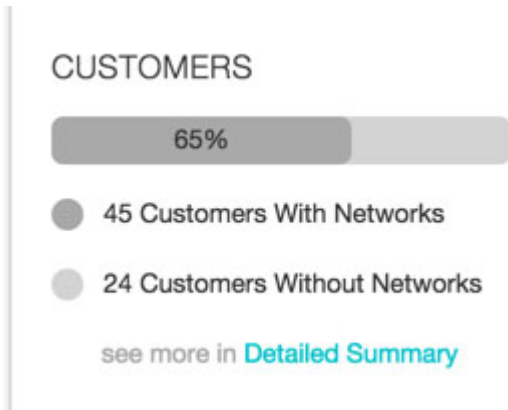 CUSTOMERS
65%
45 Customers With Networks
24 Customers Without Networks
see more in Detailed Summary